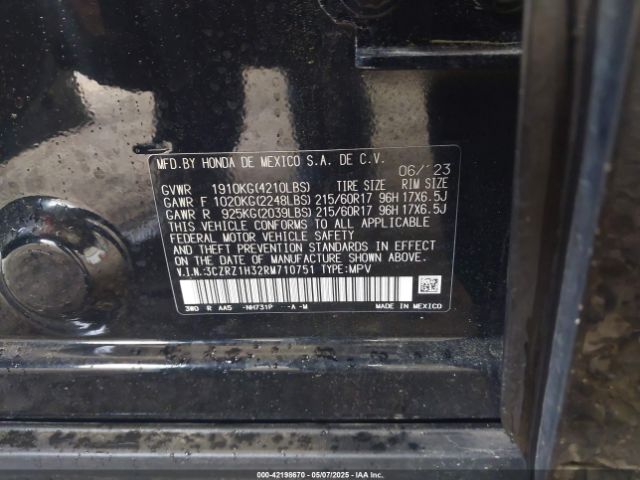 MFD.BY HONDA DE MEXICO S.A. DE C.V. 06/'23
GVWR 1910KG(4210LBS) TIRE SIZE RIM SIZE
GAWR F 1020KG(2248LBS) 215/60R17 96H 17X6.5J
GAWR R 925KG(2039LBS) 215/60R17 96H 17X6.5J
THIS VEHICLE CONFORMS TO ALL APPLICABLE
FEDERAL MOTOR VEHICLE SAFETY
AND THEFT PREVENTION STANDARDS IN EFFECT
ON THE DATE OF MANUFACTURE SHOWN ABOVE.
V.I.N.:3CZRZ1H32RM710751 TYPE:MPV
3W0 R AA5 -NH731P -A-M MADE IN MEXICO
000-42198670 - 05/07/2025 - IAAI.COM